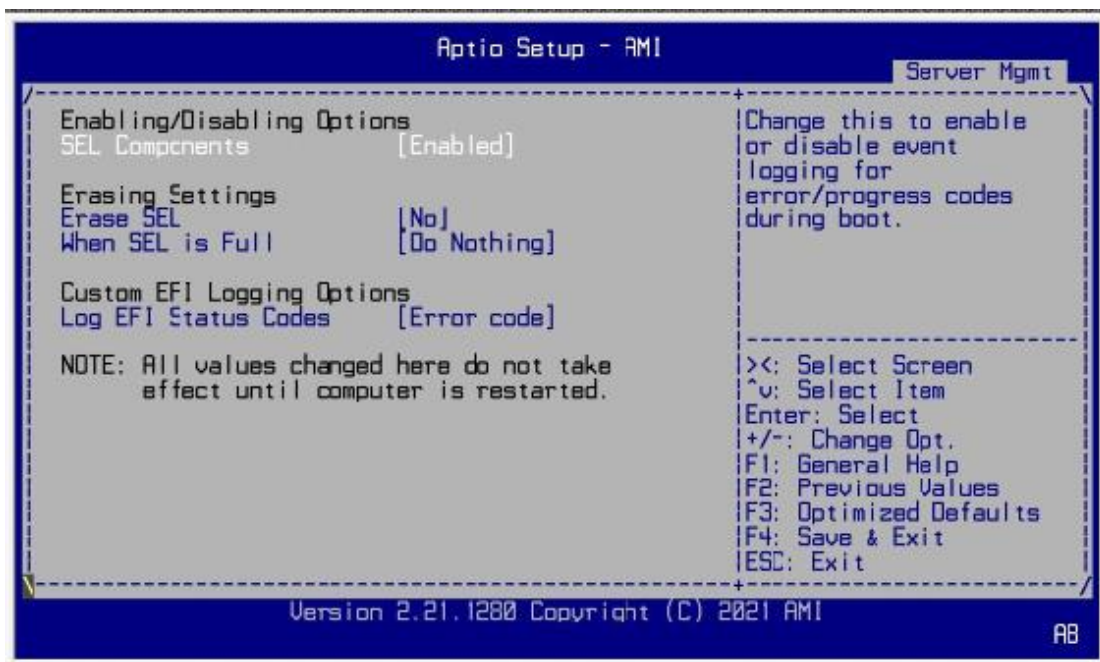 Aptio Setup - AMI
Server Mgmt
Enabling/Disabling Options
SEL Components [Enabled]
Erasing Settings
Erase SEL [No]
When SEL is Full [Do Nothing]
Custom EFI Logging Options
Log EFI Status Codes [Error code]
NOTE: All values changed here do not take
effect until computer is restarted.
Change this to enable
or disable event
logging for
error/progress codes
during boot.
><: Select Screen
^v: Select Item
Enter: Select
+/-: Change Opt.
F1: General Help
F2: Previous Values
F3: Optimized Defaults
F4: Save & Exit
ESC: Exit
Version 2.21.1280 Copyright (C) 2021 AMI
AB